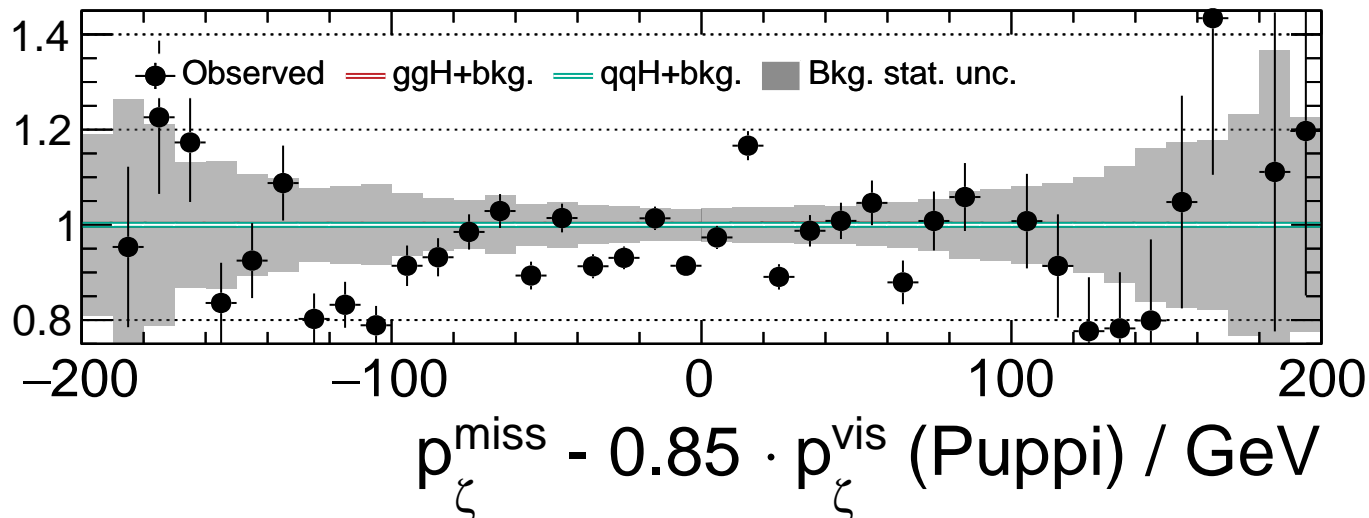 1.4
Observed ggH+bkg. qqH+bkg. Bkg. stat. unc.
1.2
1
0.8
−200 −100 0 100 200
p_ζ^miss - 0.85 · p_ζ^vis (Puppi) / GeV